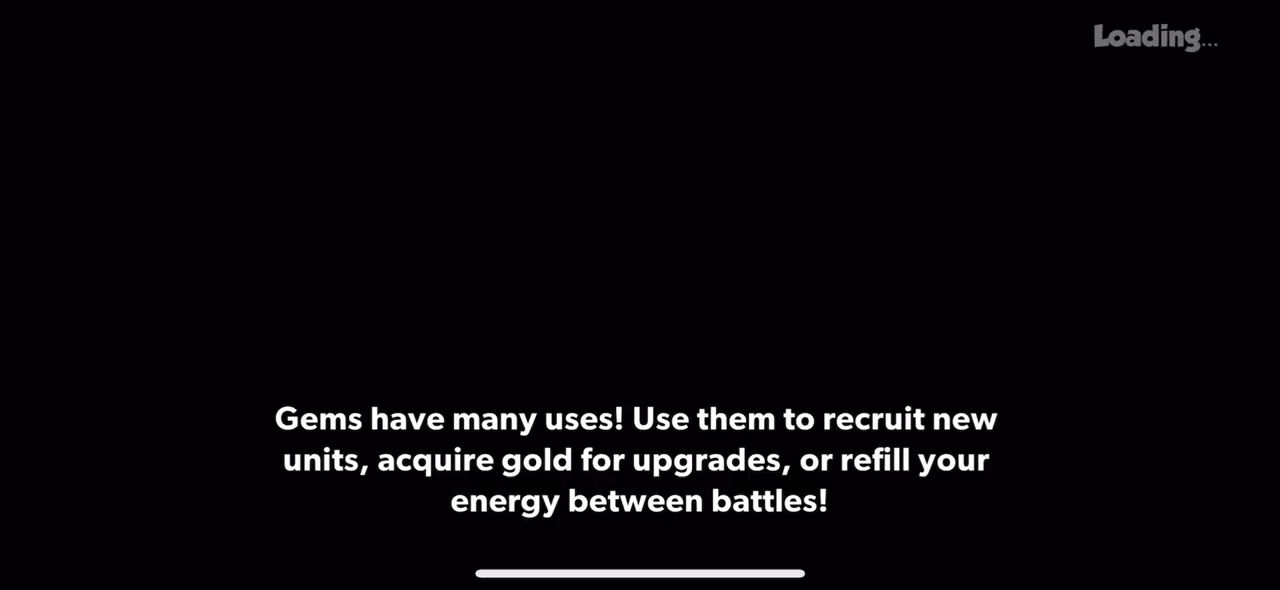 Loading...
Gems have many uses! Use them to recruit new
units, acquire gold for upgrades, or refill your
energy between battles!